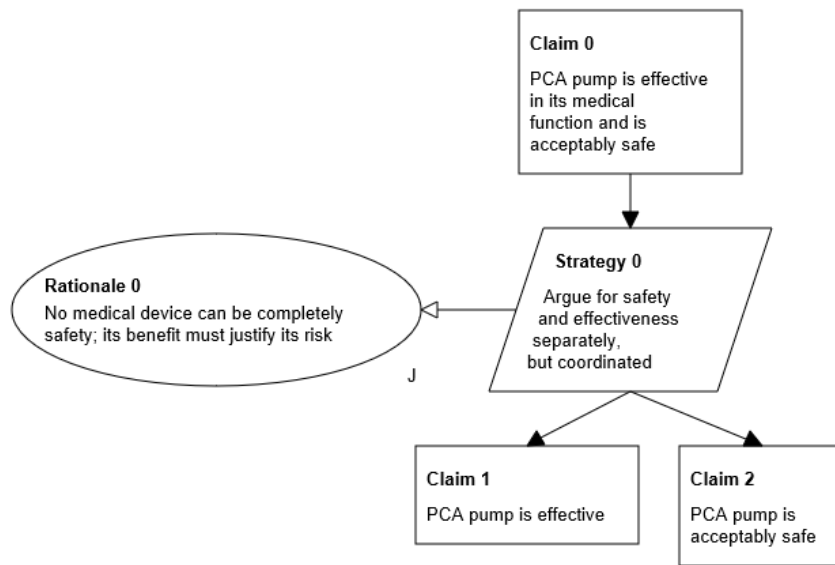 Claim 0
PCA pump is effective
in its medical
function and is
acceptably safe
Rationale 0
No medical device can be completely
safety; its benefit must justify its risk
J
Strategy 0
Argue for safety
and effectiveness
separately,
but coordinated
Claim 1
PCA pump is effective
Claim 2
PCA pump is
acceptably safe